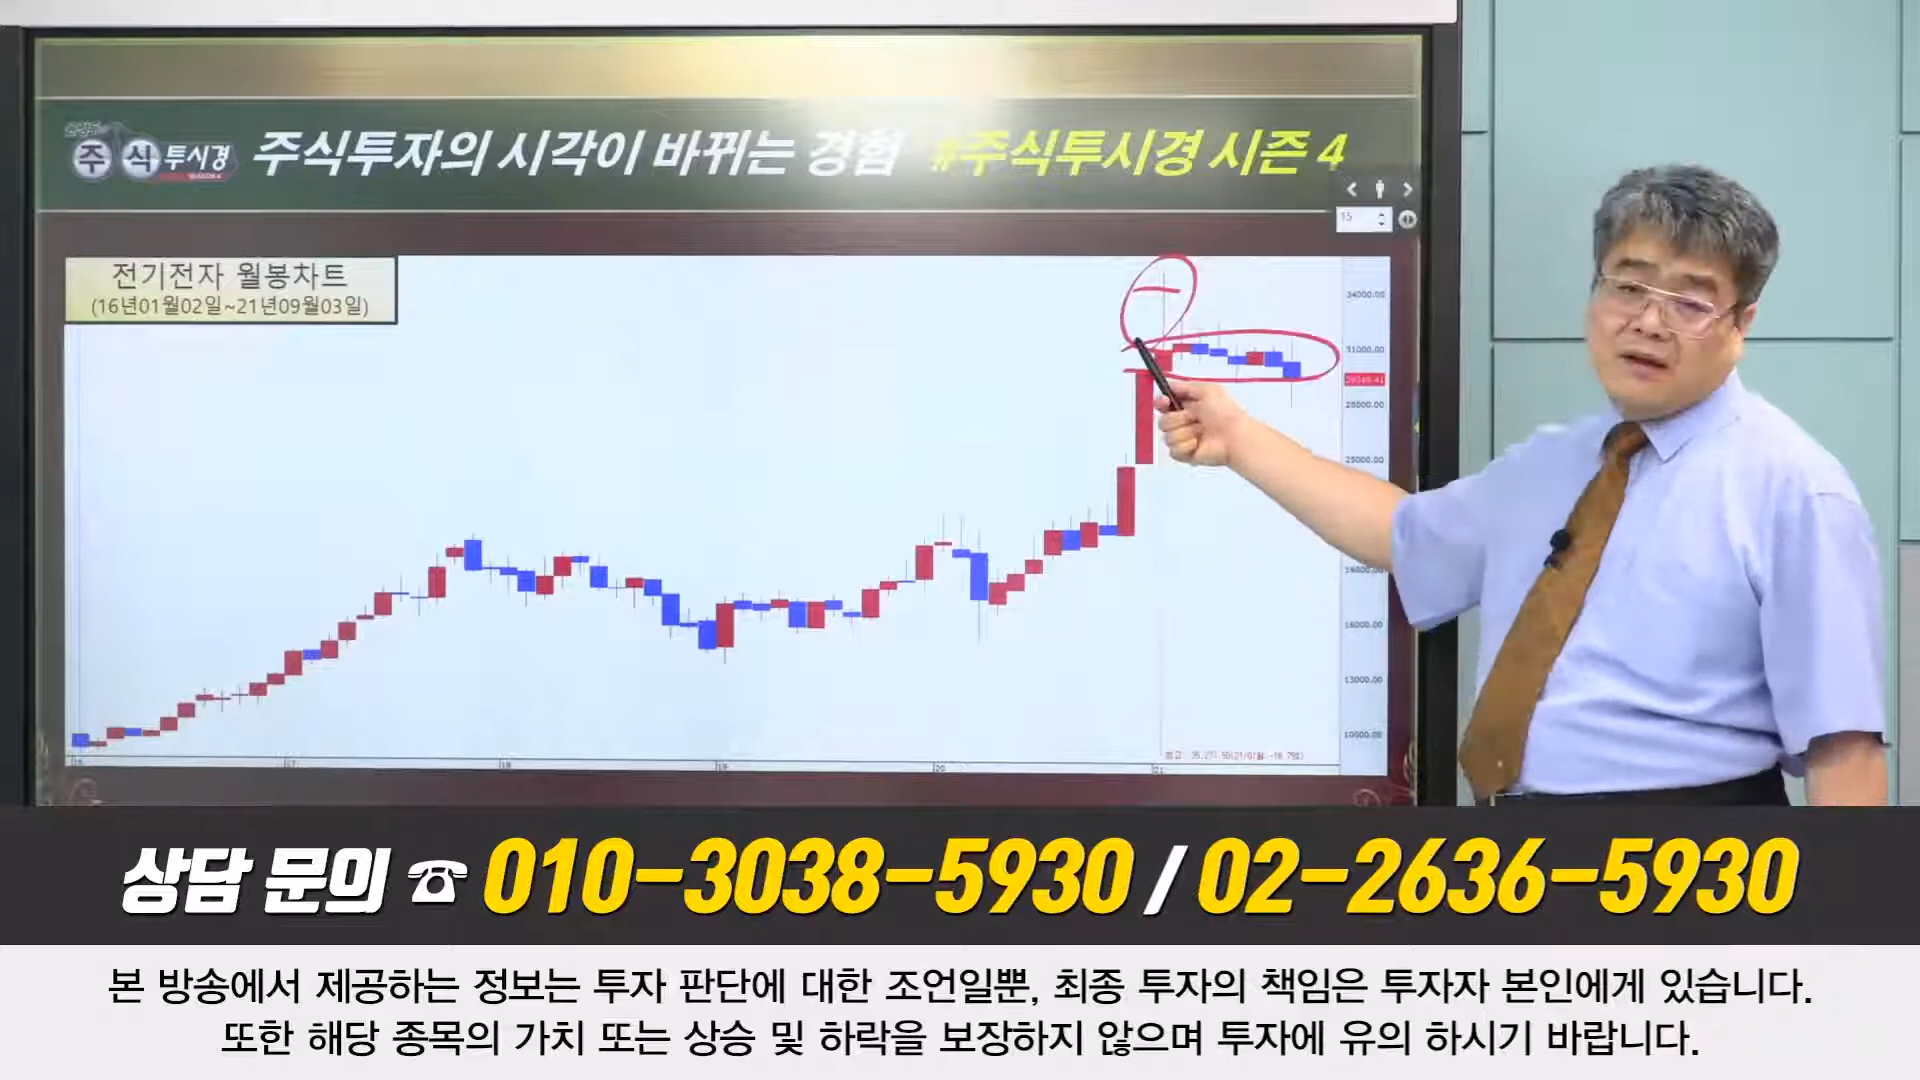 주식투시경 주식투자의 시각이 바뀌는 경험 #주식투시경 시즌 4
15
전기전자 월봉차트
(16년01월02일~21년09월03일)
34000.00
31000.00
28000.00
25000.00
16000.00
13000.00
10000.00
16 17 18 19 20 21
상담 문의 ☎ 010-3038-5930 / 02-2636-5930
본 방송에서 제공하는 정보는 투자 판단에 대한 조언일뿐, 최종 투자의 책임은 투자자 본인에게 있습니다.
또한 해당 종목의 가치 또는 상승 및 하락을 보장하지 않으며 투자에 유의 하시기 바랍니다.